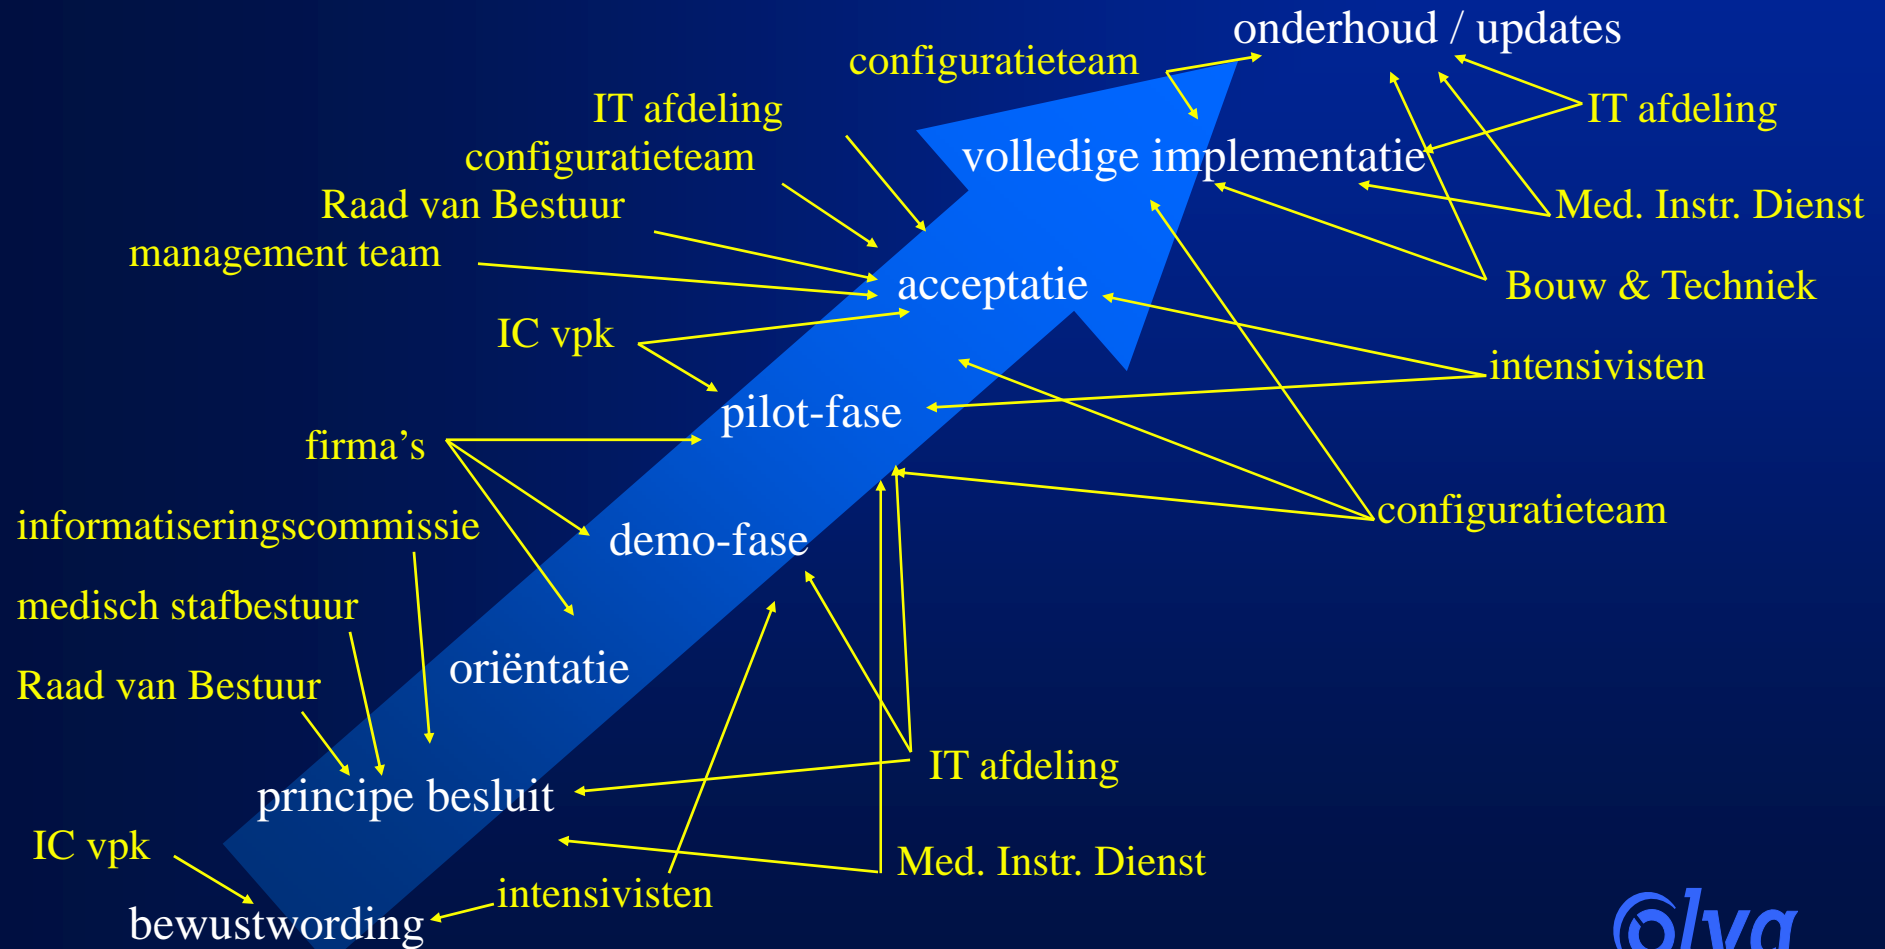 onderhoud / updates
configuratieteam
IT afdeling
IT afdeling
configuratieteam
volledige implementatie
Raad van Bestuur
Med. Instr. Dienst
management team
acceptatie
Bouw & Techniek
IC vpk
intensivisten
pilot-fase
firma's
configuratieteam
informatiseringscommissie
demo-fase
medisch stafbestuur
oriëntatie
Raad van Bestuur
IT afdeling
principe besluit
IC vpk
Med. Instr. Dienst
intensivisten
bewustwording
olvg